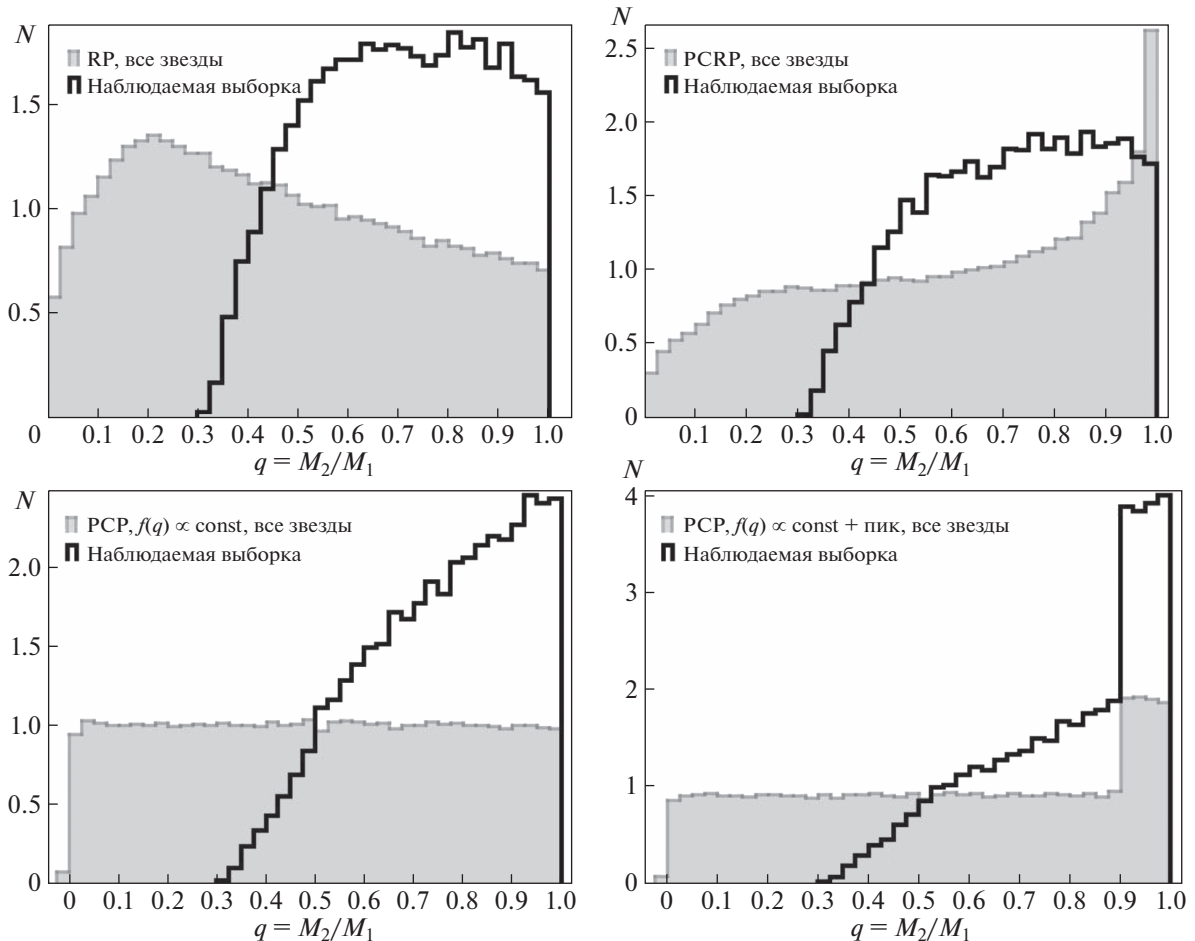 N
RP, все звезды
Наблюдаемая выборка
1.5
1.0
0.5
0
0.1 0.2 0.3 0.4 0.5 0.6 0.7 0.8 0.9 1.0
q = M₂/M₁
N
PCRP, все звезды
Наблюдаемая выборка
2.5
2.0
1.5
1.0
0.5
0
0.1 0.2 0.3 0.4 0.5 0.6 0.7 0.8 0.9 1.0
q = M₂/M₁
N
PCP, f(q) ∝ const, все звезды
Наблюдаемая выборка
2.0
1.5
1.0
0.5
0
0 0.1 0.2 0.3 0.4 0.5 0.6 0.7 0.8 0.9 1.0
q = M₂/M₁
N
PCP, f(q) ∝ const + пик, все звезды
Наблюдаемая выборка
4
3
2
1
0
0 0.1 0.2 0.3 0.4 0.5 0.6 0.7 0.8 0.9 1.0
q = M₂/M₁